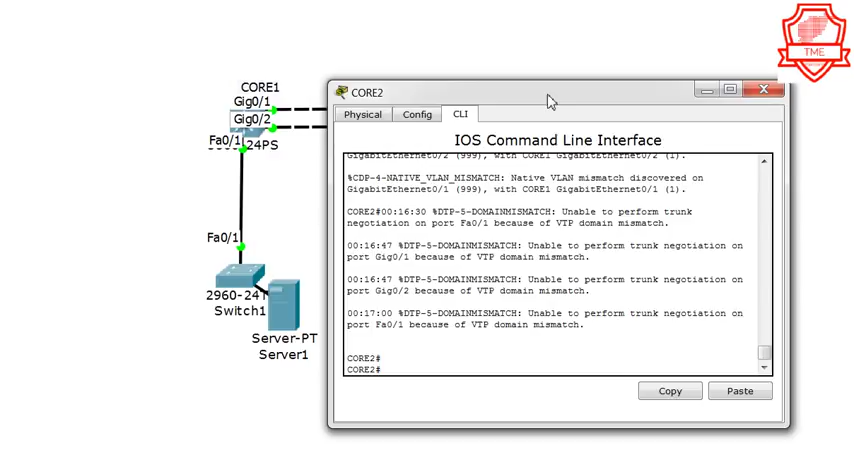 TME
CORE1
Gig0/1
Gig0/2
Fa0/1
24PS
Fa0/1
2960-24T
Switch1
Server-PT
Server1
CORE2
Physical
Config
CLI
IOS Command Line Interface
GigabitEthernet0/2 (999), with CORE1 GigabitEthernet0/2 (1).
%CDP-4-NATIVE_VLAN_MISMATCH: Native VLAN mismatch discovered on
GigabitEthernet0/1 (999), with CORE1 GigabitEthernet0/1 (1).
CORE2#00:16:30 %DTP-5-DOMAINMISMATCH: Unable to perform trunk
negotiation on port Fa0/1 because of VTP domain mismatch.
00:16:47 %DTP-5-DOMAINMISMATCH: Unable to perform trunk negotiation on
port Gig0/1 because of VTP domain mismatch.
00:16:47 %DTP-5-DOMAINMISMATCH: Unable to perform trunk negotiation on
port Gig0/2 because of VTP domain mismatch.
00:17:00 %DTP-5-DOMAINMISMATCH: Unable to perform trunk negotiation on
port Fa0/1 because of VTP domain mismatch.
CORE2#
CORE2#
Copy
Paste